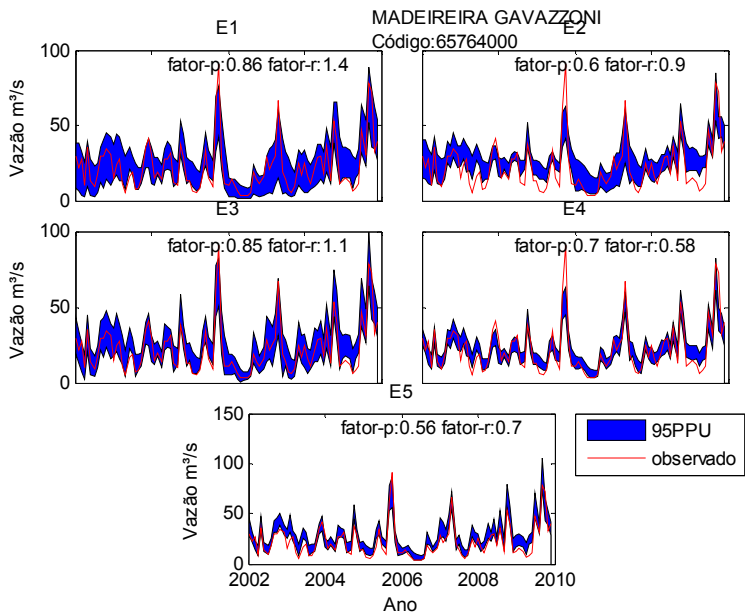 MADEIREIRA GAVAZZONI
Código:65764000
E1
E2
100
50
0
Vazão m³/s
fator-p:0.86 fator-r:1.4
fator-p:0.6 fator-r:0.9
E3
E4
100
50
0
Vazão m³/s
fator-p:0.85 fator-r:1.1
fator-p:0.7 fator-r:0.58
E5
150
100
50
0
Vazão m³/s
fator-p:0.56 fator-r:0.7
2002 2004 2006 2008 2010
Ano
95PPU
observado